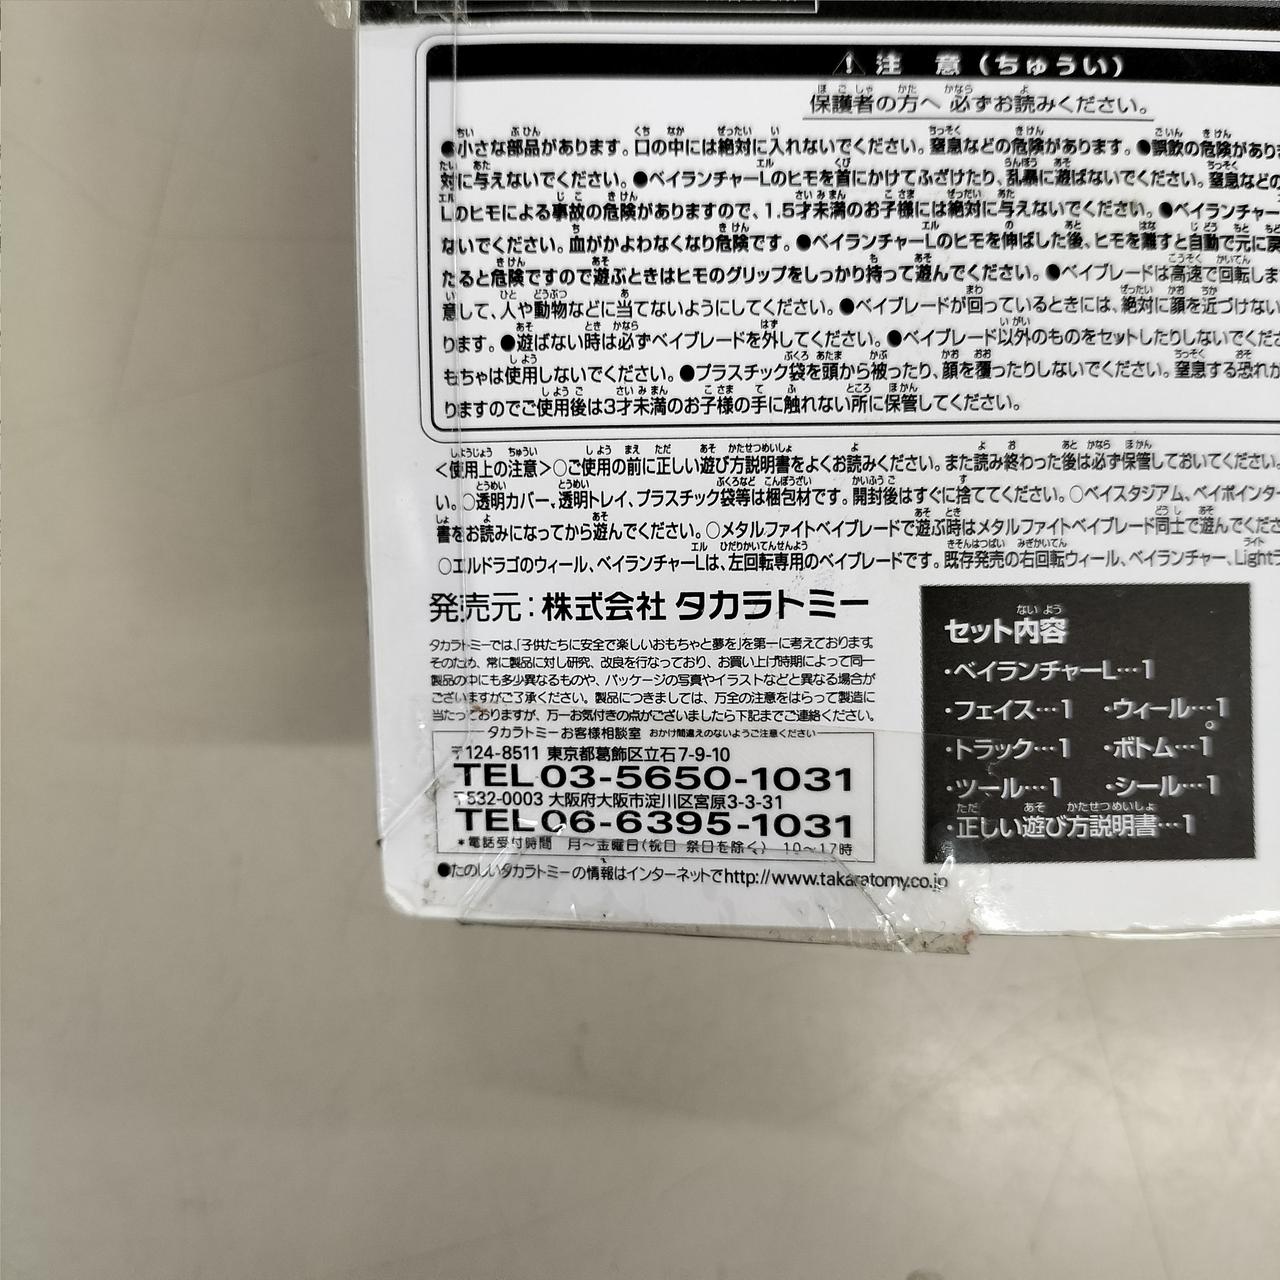 ⚠ 注 意（ちゅうい）
保護者の方へ 必ずお読みください。
●小さな部品があります。口の中には絶対に入れないでください。窒息などの危険があります。●誤飲の危険があり
対に与えないでください。●ベイランチャーLのヒモを首にかけてふざけたり、乱暴に遊ばないでください。窒息などの
Lのヒモによる事故の危険がありますので、1.5才未満のお子様には絶対に与えないでください。●ベイランチャー
ないでください。血がかよわなくなり危険です。●ベイランチャーLのヒモを伸ばした後、ヒモを離すと自動で元に戻
たると危険ですので遊ぶときはヒモのグリップをしっかり持って遊んでください。●ベイブレードは高速で回転しま
意して、人や動物などに当てないようにしてください。●ベイブレードが回っているときには、絶対に顔を近づけない
ります。●遊ばない時は必ずベイブレードを外してください。●ベイブレード以外のものをセットしたりしないでくださ
もちゃは使用しないでください。●プラスチック袋を頭から被ったり、顔を覆ったりしないでください。窒息する恐れが
りますのでご使用後は3才未満のお子様の手に触れない所に保管してください。
＜使用上の注意＞○ご使用の前に正しい遊び方説明書をよくお読みください。また読み終わった後は必ず保管しておいてください。
い。○透明カバー、透明トレイ、プラスチック袋等は梱包材です。開封後はすぐに捨ててください。○ベイスタジアム、ベイポインター
書をお読みになってから遊んでください。○メタルファイトベイブレードで遊ぶ時はメタルファイトベイブレード同士で遊んでくださ
○エルドラゴのウィール、ベイランチャーLは、左回転専用のベイブレードです。既存発売の右回転ウィール、ベイランチャー、Light
発売元：株式会社 タカラトミー
タカラトミーでは、「子供たちに安全で楽しいおもちゃと夢を」を第一に考えております。
そのため、常に製品に対し研究、改良を行なっており、お買い上げ時期によって同一
製品の中にも多少異なるものや、パッケージの写真やイラストなどと異なる場合が
ございますがご了承ください。製品につきましては、万全の注意をはらって製造に
当たっておりますが、万一お気付きの点がございましたら下記までご連絡ください。
タカラトミーお客様相談室 おかけ間違えのないようご注意ください
〒124-8511 東京都葛飾区立石7-9-10
TEL03-5650-1031
〒532-0003 大阪府大阪市淀川区宮原3-3-31
TEL06-6395-1031
＊電話受付時間 月〜金曜日（祝日 祭日を除く） 10〜17時
●たのしいタカラトミーの情報はインターネットでhttp://www.takaratomy.co.jp
セット内容
・ベイランチャーL…1
・フェイス…1 ・ウィール…1
・トラック…1 ・ボトム…1
・ツール…1 ・シール…1
・正しい遊び方説明書…1